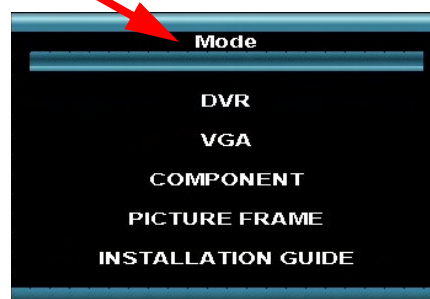 Mode
DVR
VGA
COMPONENT
PICTURE FRAME
INSTALLATION GUIDE